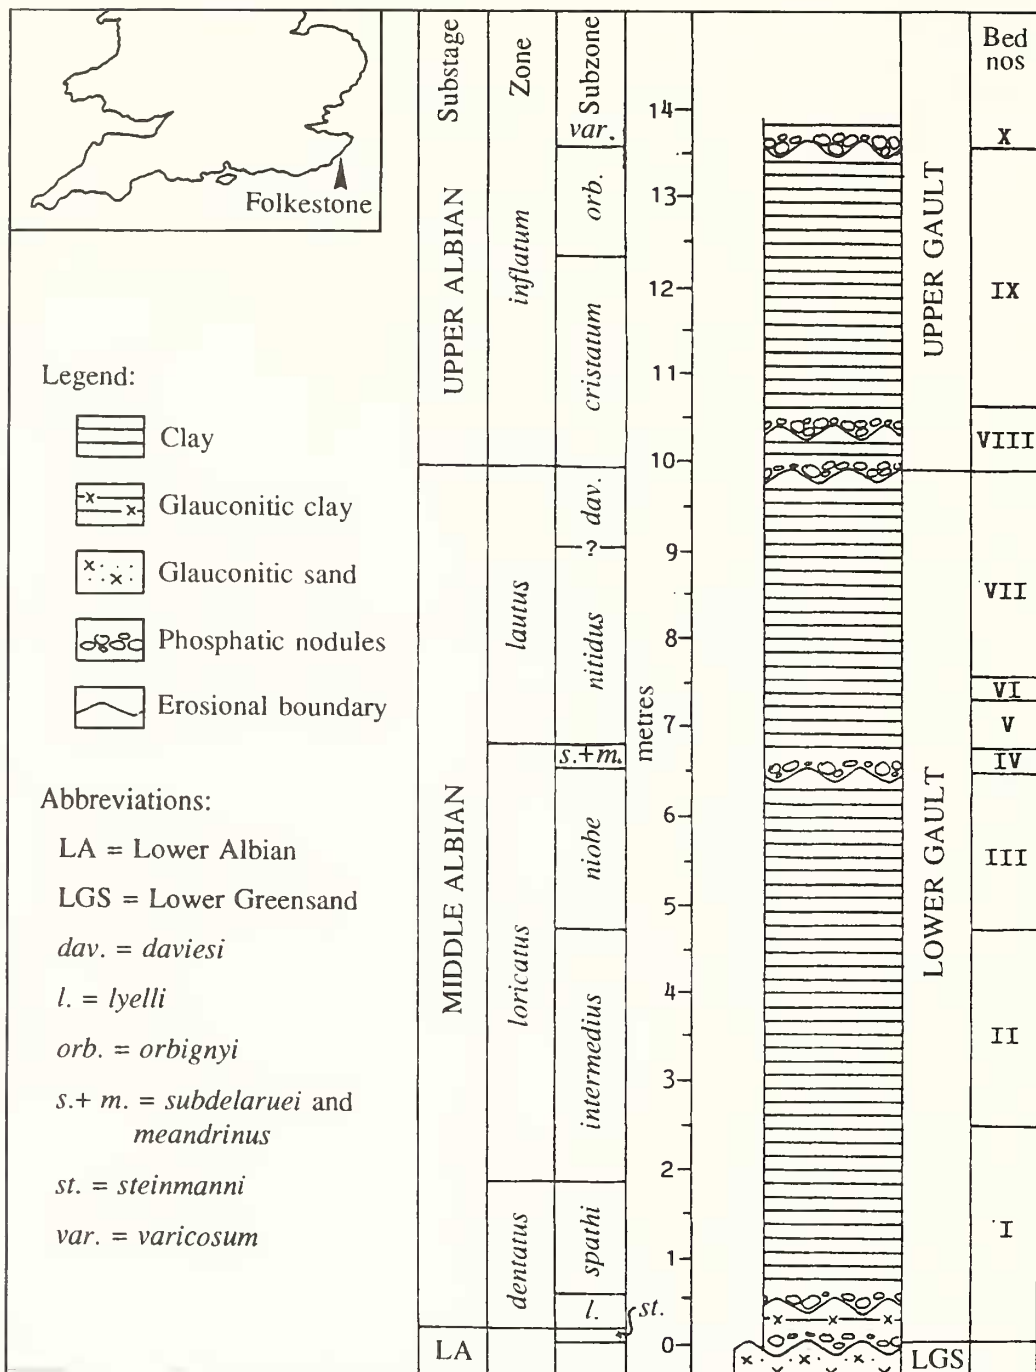 Folkestone
Legend:
Clay
Glauconitic clay
Glauconitic sand
Phosphatic nodules
Erosional boundary
Abbreviations:
LA = Lower Albian
LGS = Lower Greensand
dav. = daviesi
l. = lyelli
orb. = orbignyi
s.+ m. = subdelaruei and
meandrinus
st. = steinmanni
var. = varicosum
Substage
UPPER ALBIAN
MIDDLE ALBIAN
LA
Zone
inflatum
lautus
loricatus
dentatus
Subzone
var.
orb.
cristatum
dav.
?
nitidus
s.+m.
niobe
intermedius
spathi
l.
st.
metres
14
13
12
11
10
9
8
7
6
5
4
3
2
1
0
UPPER GAULT
LOWER GAULT
LGS
Bed
nos
X
IX
VIII
VII
VI
V
IV
III
II
I